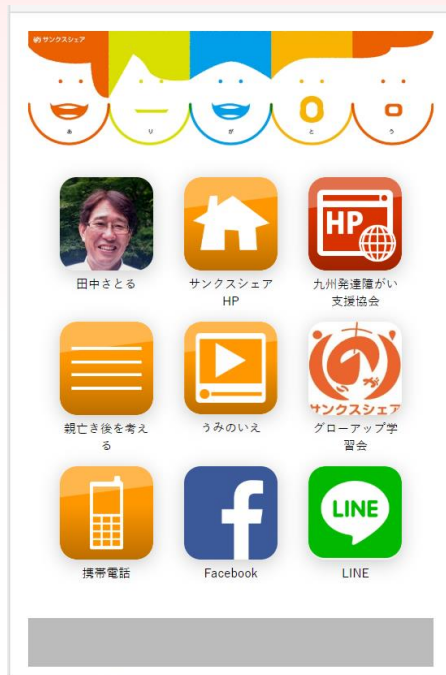 サンクスシェア
あ り が と う
田中さとる
サンクスシェア
HP
HP
九州発達障がい
支援協会
親亡き後を考え
る
うみのいえ
サンクスシェア
グローアップ学
習会
携帯電話
f
Facebook
LINE
LINE